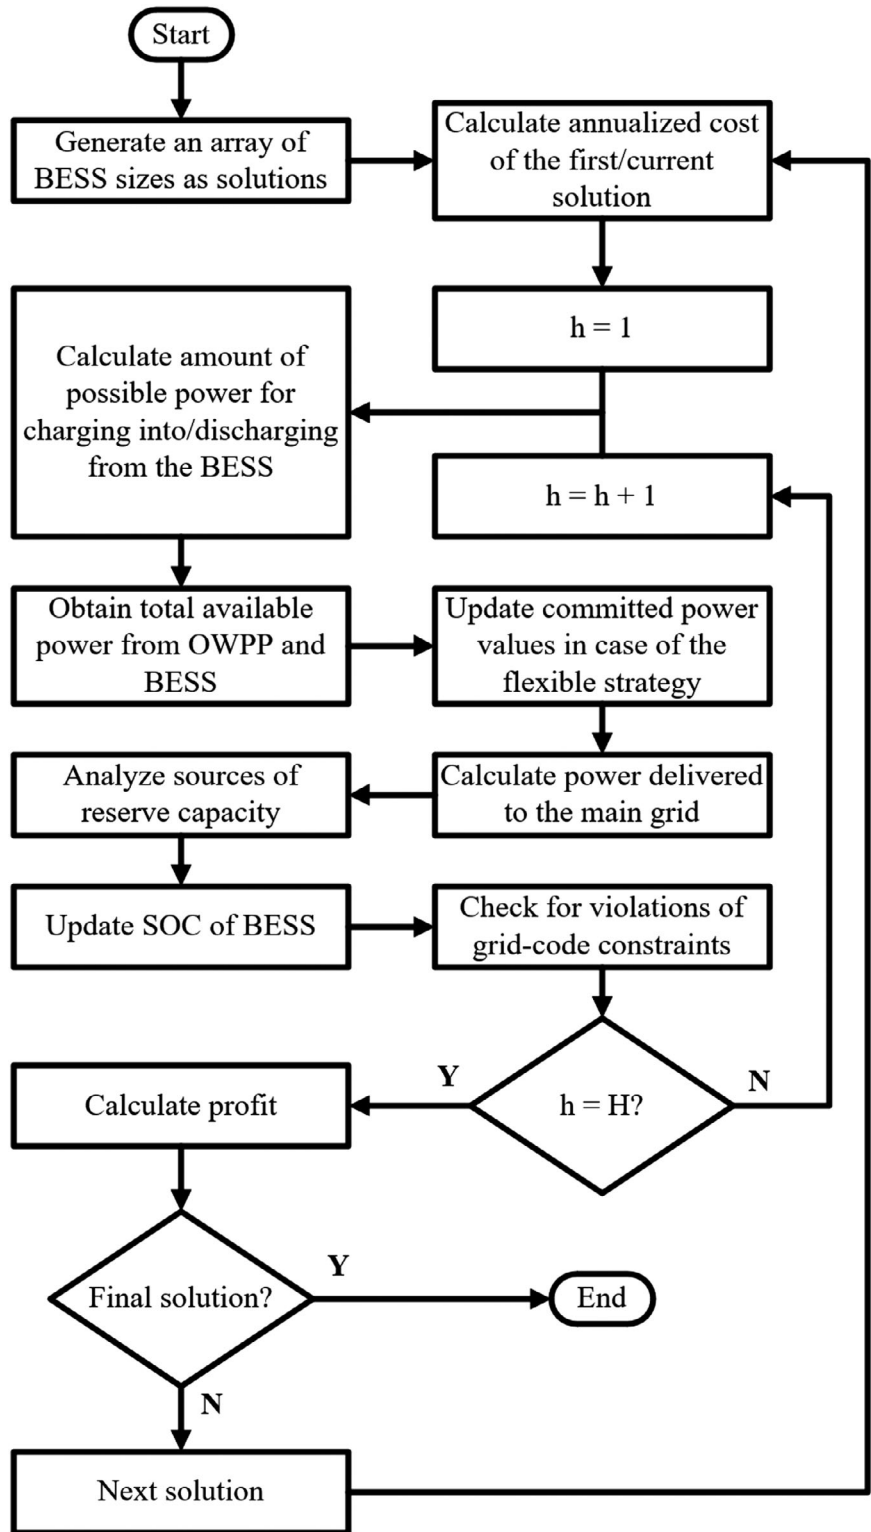 Start
Generate an array of
BESS sizes as solutions
Calculate annualized cost
of the first/current
solution
h = 1
Calculate amount of
possible power for
charging into/discharging
from the BESS
h = h + 1
Obtain total available
power from OWPP and
BESS
Update committed power
values in case of the
flexible strategy
Calculate power delivered
to the main grid
Analyze sources of
reserve capacity
Update SOC of BESS
Check for violations of
grid-code constraints
h = H?
Y
N
Calculate profit
Final solution?
Y
End
N
Next solution